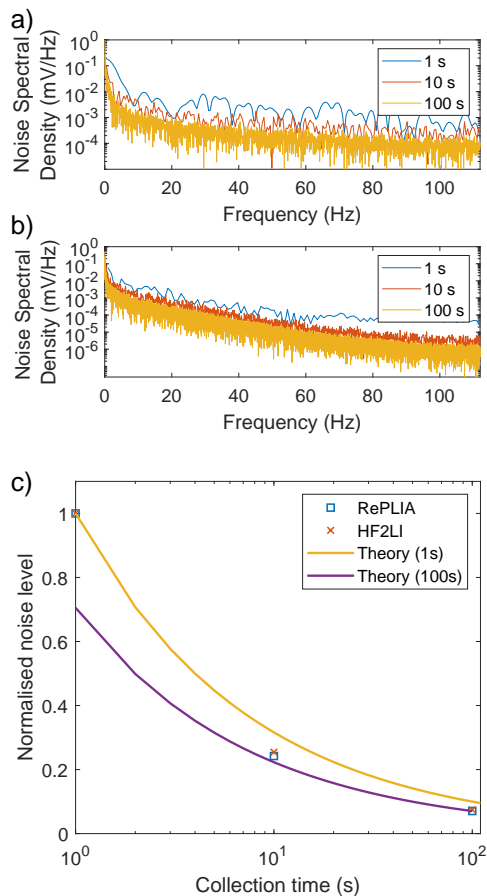 a)
Noise Spectral
Density (mV/Hz)
10^0
10^-1
10^-2
10^-3
10^-4
1 s
10 s
100 s
0 20 40 60 80 100
Frequency (Hz)
b)
Noise Spectral
Density (mV/Hz)
10^0
10^-1
10^-2
10^-3
10^-4
10^-5
10^-6
1 s
10 s
100 s
0 20 40 60 80 100
Frequency (Hz)
c)
Normalised noise level
1
0.8
0.6
0.4
0.2
0
RePLIA
HF2LI
Theory (1s)
Theory (100s)
10^0 10^1 10^2
Collection time (s)